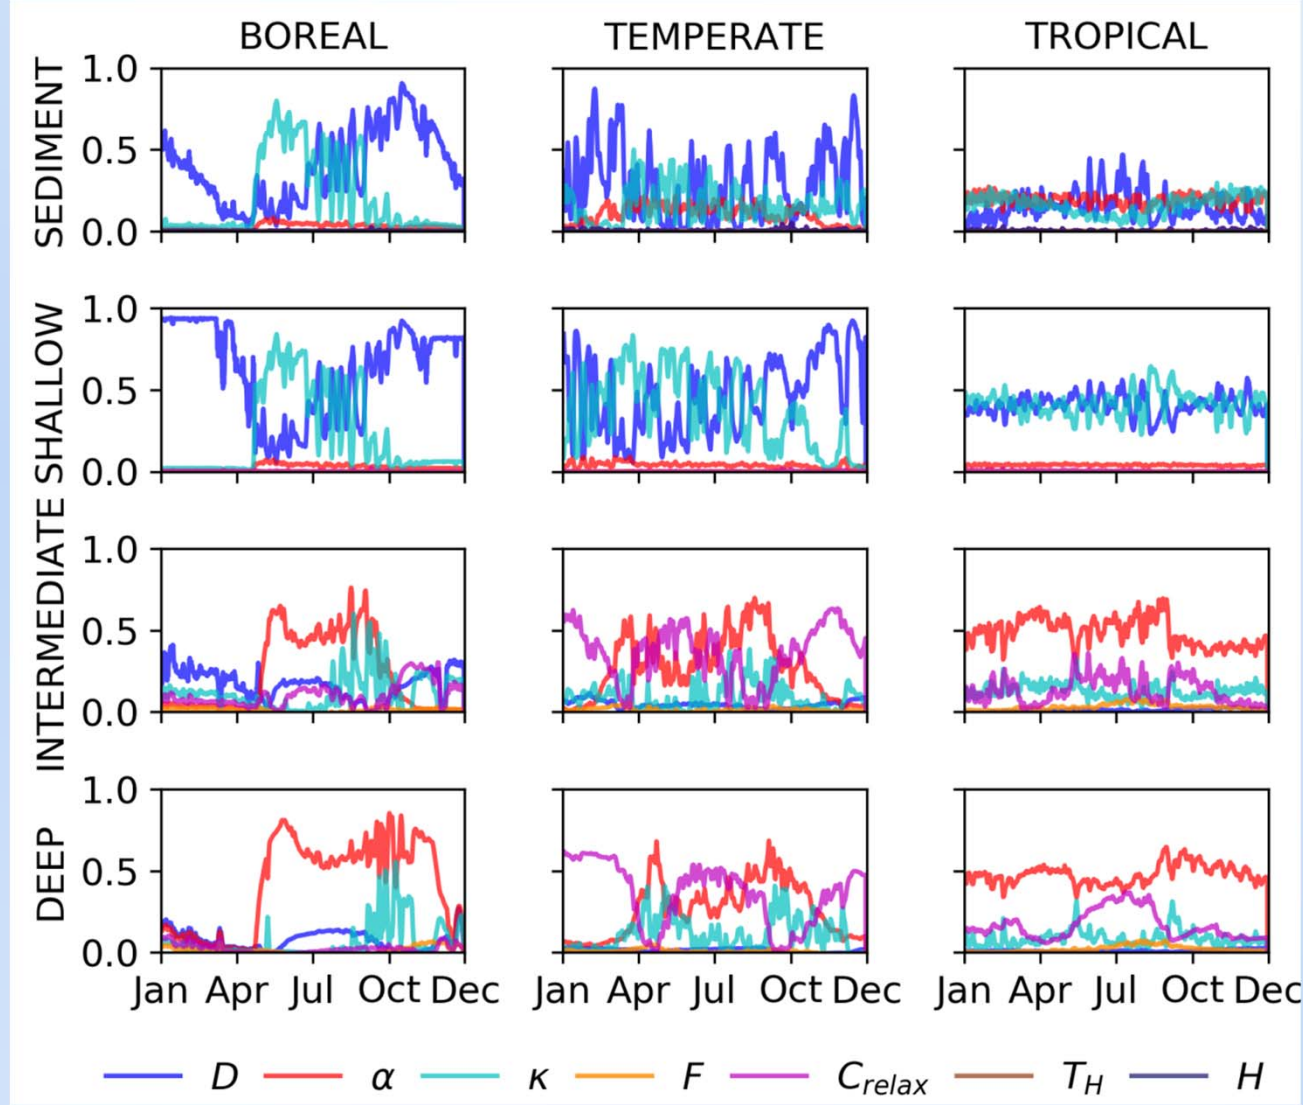 BOREAL TEMPERATE TROPICAL
SEDIMENT
1.0
0.5
0.0
SHALLOW
1.0
0.5
0.0
INTERMEDIATE
1.0
0.5
0.0
DEEP
1.0
0.5
0.0
Jan Apr Jul Oct Dec Jan Apr Jul Oct Dec Jan Apr Jul Oct Dec
D α κ F C_relax T_H H